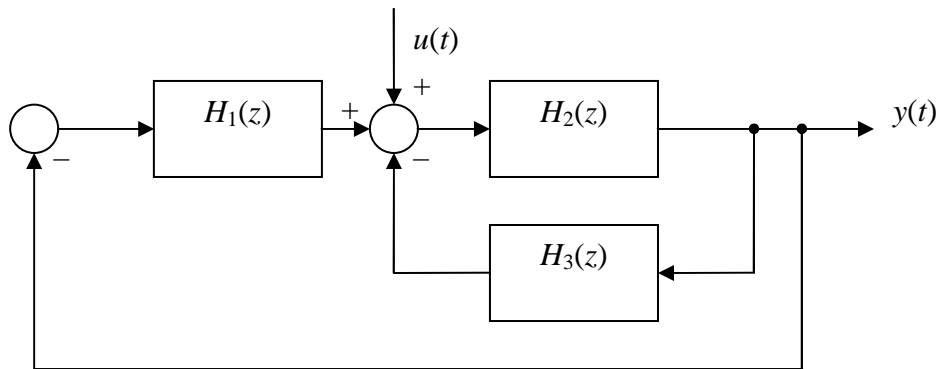 u(t)
+
H₁(z)
+
H₂(z)
y(t)
−
−
H₃(z)